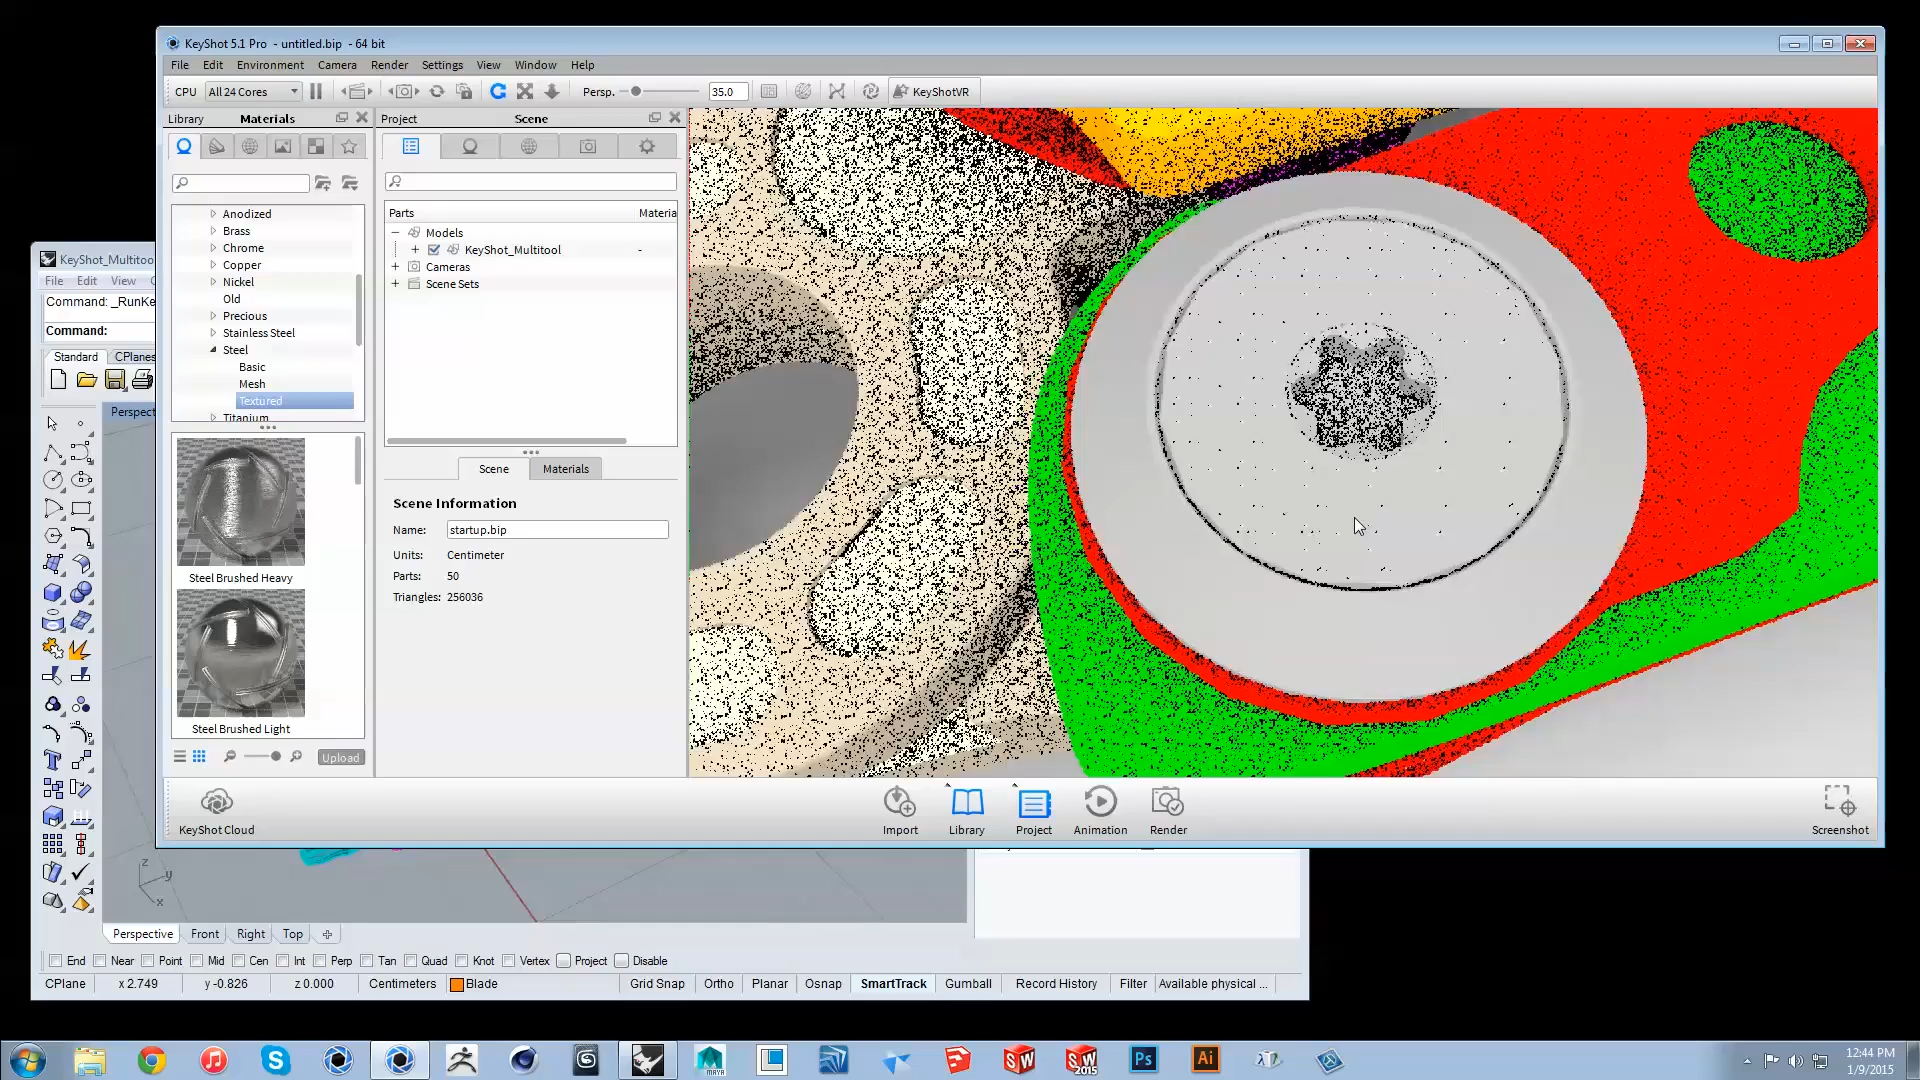 KeyShot 5.1 Pro - untitled.bip - 64 bit
File Edit Environment Camera Render Settings View Window Help
CPU All 24 Cores Persp. 35.0 KeyShotVR
Library Materials
Project Scene
Anodized
Brass
Chrome
Copper
Nickel
Old
Precious
Stainless Steel
Steel
Basic
Mesh
Textured
Titanium
Steel Brushed Heavy
Steel Brushed Light
Upload
Parts Materia
Models
KeyShot_Multitool -
Cameras
Scene Sets
Scene Materials
Scene Information
Name: startup.bip
Units: Centimeter
Parts: 50
Triangles: 256036
KeyShot Cloud
Import Library Project Animation Render Screenshot
KeyShot_Multitoo
File Edit View
Command: _RunKe
Command:
Standard CPlanes
Perspect
z
y
x
Perspective Front Right Top
End Near Point Mid Cen Int Perp Tan Quad Knot Vertex Project Disable
CPlane x 2.749 y -0.826 z 0.000 Centimeters Blade Grid Snap Ortho Planar Osnap SmartTrack Gumball Record History Filter Available physical ...
MAYA
SW
SW 2015
Ps
Ai
12:44 PM
1/9/2015